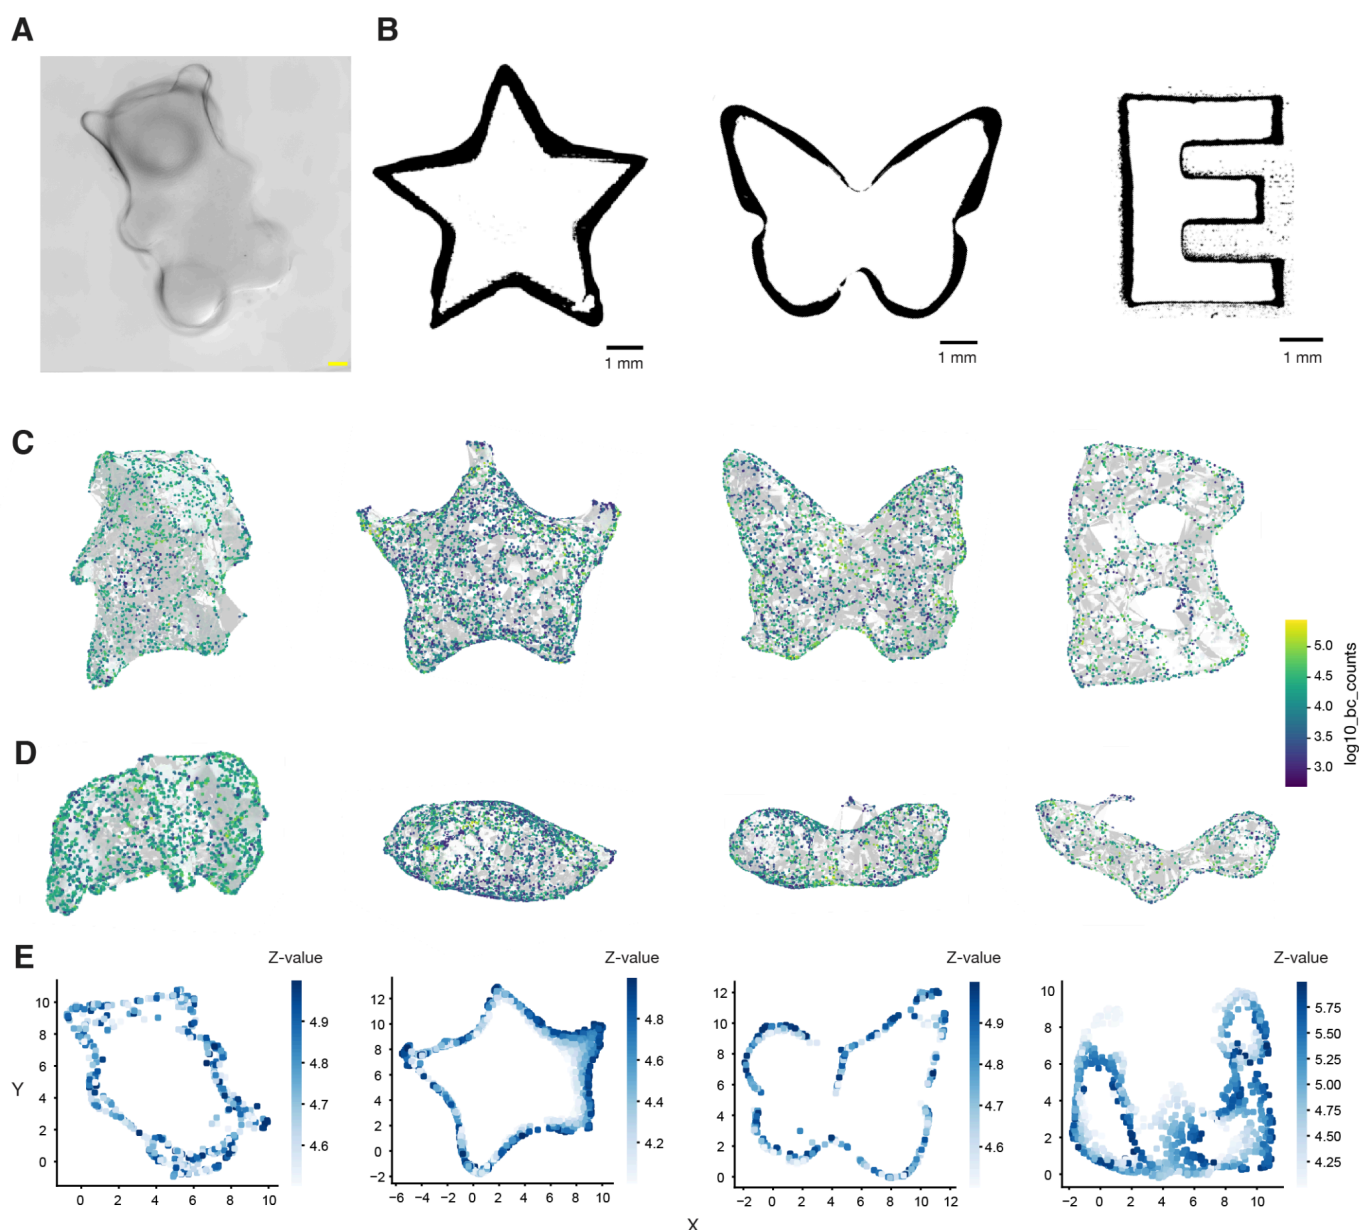 A
B
1 mm
1 mm
1 mm
C
5.0
4.5
4.0
3.5
3.0
log10_bc_counts
D
E
Z-value
Z-value
Z-value
Z-value
10
8
6
4
2
0
0 2 4 6 8 10
4.9
4.8
4.7
4.6
12
10
8
6
4
2
0
−2
−6 −4 −2 0 2 4 6 8 10
4.8
4.6
4.4
4.2
12
10
8
6
4
2
0
−2 0 2 4 6 8 10 12
4.9
4.8
4.7
4.6
10
8
6
4
2
0
−2 0 2 4 6 8 10
5.75
5.50
5.25
5.00
4.75
4.50
4.25
Y
X